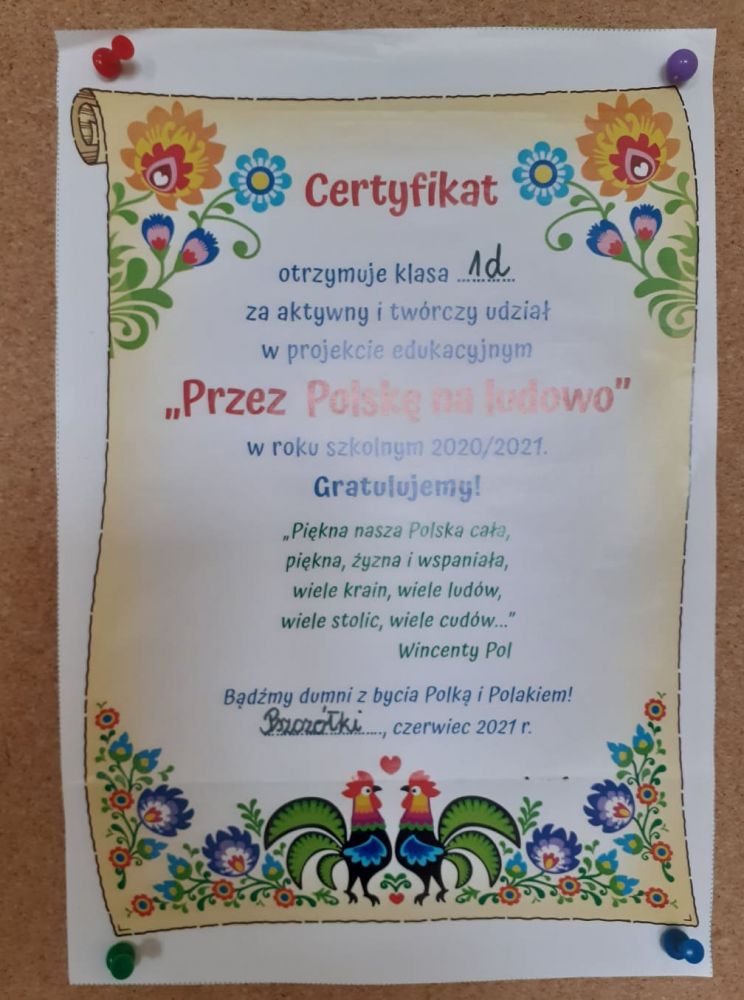 Certyfikat
otrzymuje klasa 1d
za aktywny i twórczy udział
w projekcie edukacyjnym
„Przez Polskę na ludowo”
w roku szkolnym 2020/2021.
Gratulujemy!
„Piękna nasza Polska cała,
piękna, żyzna i wspaniała,
wiele krain, wiele ludów,
wiele stolic, wiele cudów...”
Wincenty Pol
Bądźmy dumni z bycia Polką i Polakiem!
Pszczółki, czerwiec 2021 r.